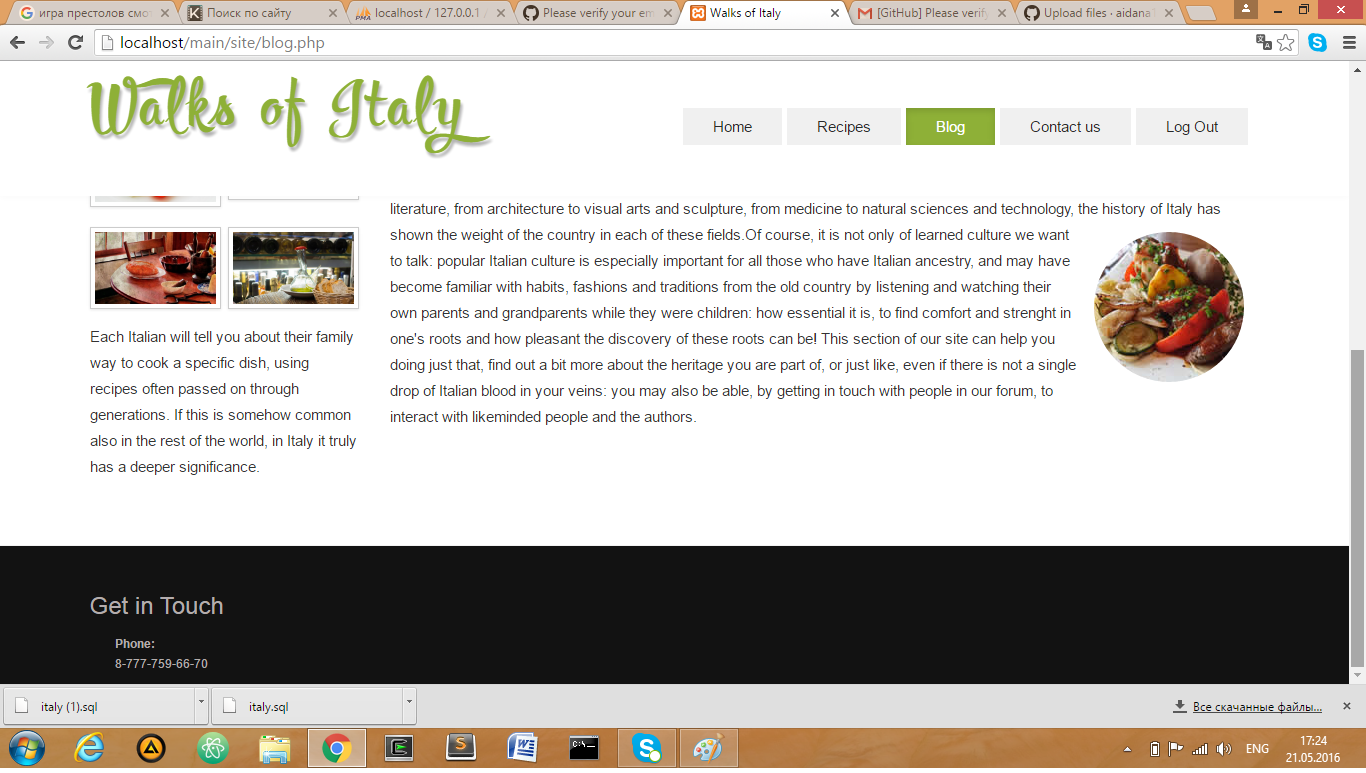 игра престолов смо
Поиск по сайту
localhost / 127.0.0.1 /
Please verify your em
Walks of Italy
[GitHub] Please verify
Upload files · aidana
localhost/main/site/blog.php
Walks of Italy
Home
Recipes
Blog
Contact us
Log Out
Each Italian will tell you about their family
way to cook a specific dish, using
recipes often passed on through
generations. If this is somehow common
also in the rest of the world, in Italy it truly
has a deeper significance.
literature, from architecture to visual arts and sculpture, from medicine to natural sciences and technology, the history of Italy has
shown the weight of the country in each of these fields.Of course, it is not only of learned culture we want
to talk: popular Italian culture is especially important for all those who have Italian ancestry, and may have
become familiar with habits, fashions and traditions from the old country by listening and watching their
own parents and grandparents while they were children: how essential it is, to find comfort and strenght in
one's roots and how pleasant the discovery of these roots can be! This section of our site can help you
doing just that, find out a bit more about the heritage you are part of, or just like, even if there is not a single
drop of Italian blood in your veins: you may also be able, by getting in touch with people in our forum, to
interact with likeminded people and the authors.
Get in Touch
Phone:
8-777-759-66-70
italy (1).sql
italy.sql
Все скачанные файлы...
ENG
17:24
21.05.2016